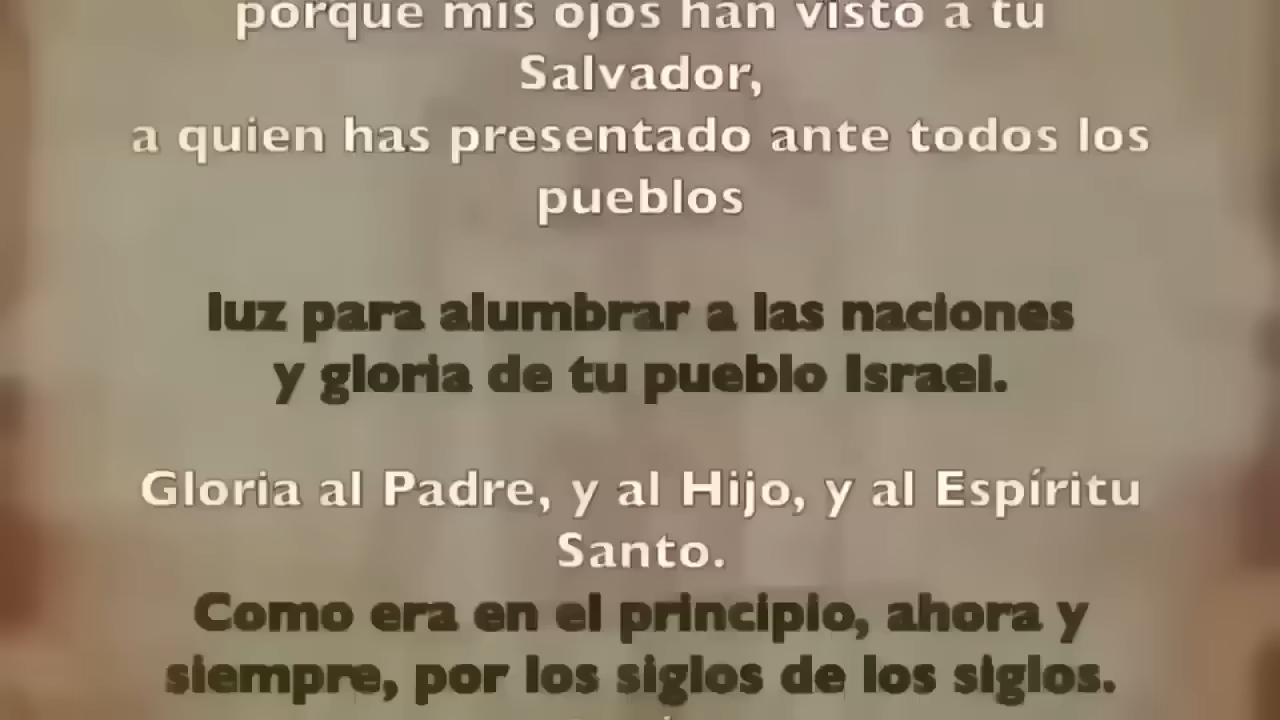 porque mis ojos han visto a tu
Salvador,
a quien has presentado ante todos los
pueblos
luz para alumbrar a las naciones
y gloria de tu pueblo Israel.
Gloria al Padre, y al Hijo, y al Espíritu
Santo.
Como era en el principio, ahora y
siempre, por los siglos de los siglos.